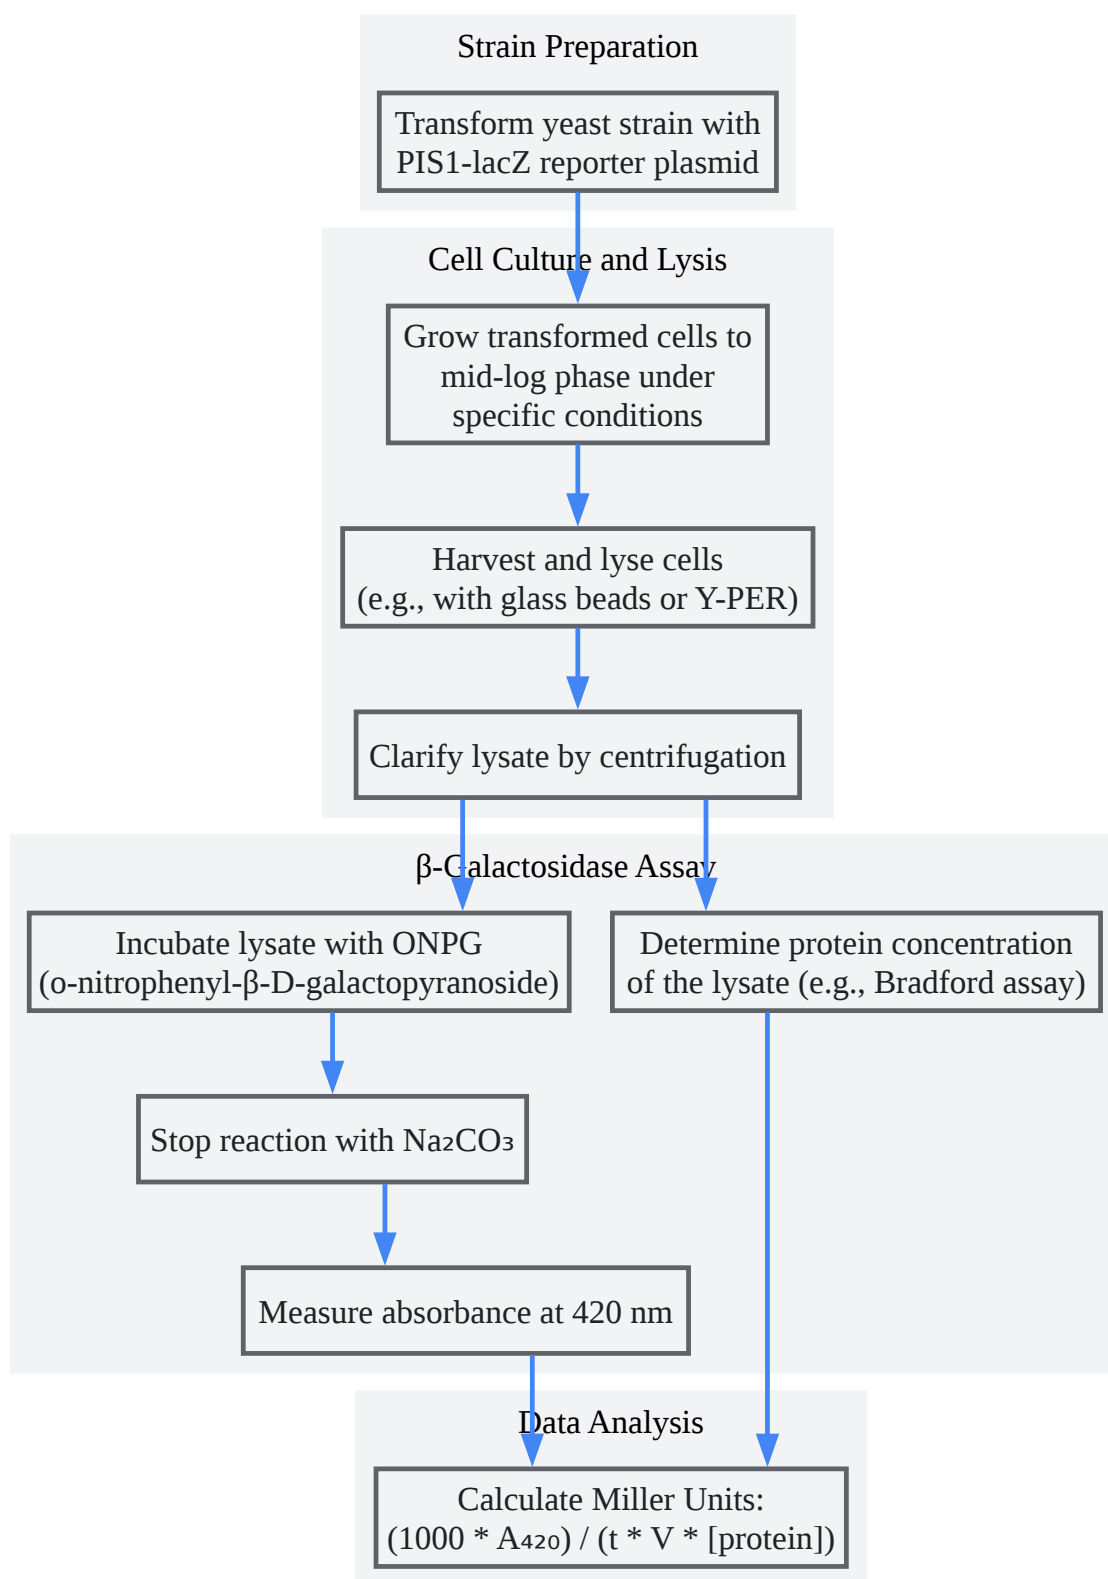 Strain Preparation
Transform yeast strain with
PIS1-lacZ reporter plasmid
Cell Culture and Lysis
Grow transformed cells to
mid-log phase under
specific conditions
Harvest and lyse cells
(e.g., with glass beads or Y-PER)
Clarify lysate by centrifugation
β-Galactosidase Assay
Incubate lysate with ONPG
(o-nitrophenyl-β-D-galactopyranoside)
Determine protein concentration
of the lysate (e.g., Bradford assay)
Stop reaction with Na₂CO₃
Measure absorbance at 420 nm
Data Analysis
Calculate Miller Units:
(1000 * A₄₂₀) / (t * V * [protein])